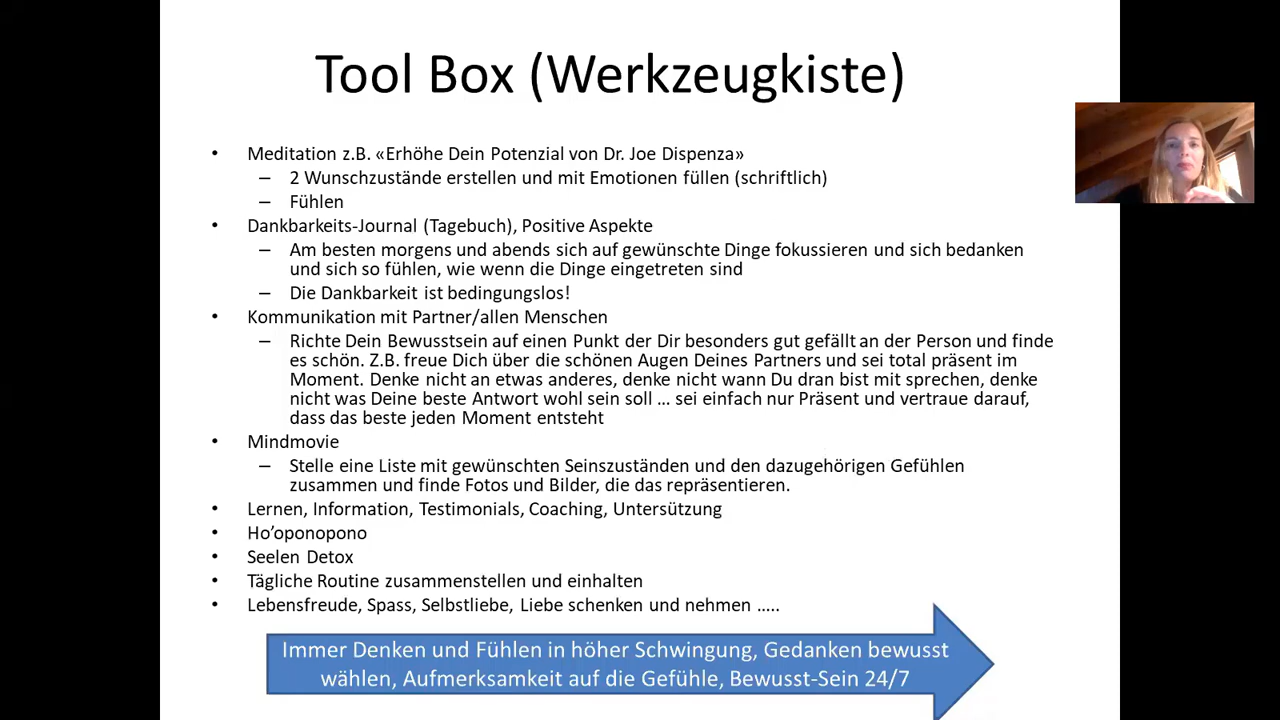 Tool Box (Werkzeugkiste)
• Meditation z.B. «Erhöhe Dein Potenzial von Dr. Joe Dispenza»
– 2 Wunschzustände erstellen und mit Emotionen füllen (schriftlich)
– Fühlen
• Dankbarkeits-Journal (Tagebuch), Positive Aspekte
– Am besten morgens und abends sich auf gewünschte Dinge fokussieren und sich bedanken
und sich so fühlen, wie wenn die Dinge eingetreten sind
– Die Dankbarkeit ist bedingungslos!
• Kommunikation mit Partner/allen Menschen
– Richte Dein Bewusstsein auf einen Punkt der Dir besonders gut gefällt an der Person und finde
es schön. Z.B. freue Dich über die schönen Augen Deines Partners und sei total präsent im
Moment. Denke nicht an etwas anderes, denke nicht wann Du dran bist mit sprechen, denke
nicht was Deine beste Antwort wohl sein soll … sei einfach nur Präsent und vertraue darauf,
dass das beste jeden Moment entsteht
• Mindmovie
– Stelle eine Liste mit gewünschten Seinszuständen und den dazugehörigen Gefühlen
zusammen und finde Fotos und Bilder, die das repräsentieren.
• Lernen, Information, Testimonials, Coaching, Untersützung
• Ho’oponopono
• Seelen Detox
• Tägliche Routine zusammenstellen und einhalten
• Lebensfreude, Spass, Selbstliebe, Liebe schenken und nehmen …..
Immer Denken und Fühlen in höher Schwingung, Gedanken bewusst
wählen, Aufmerksamkeit auf die Gefühle, Bewusst-Sein 24/7